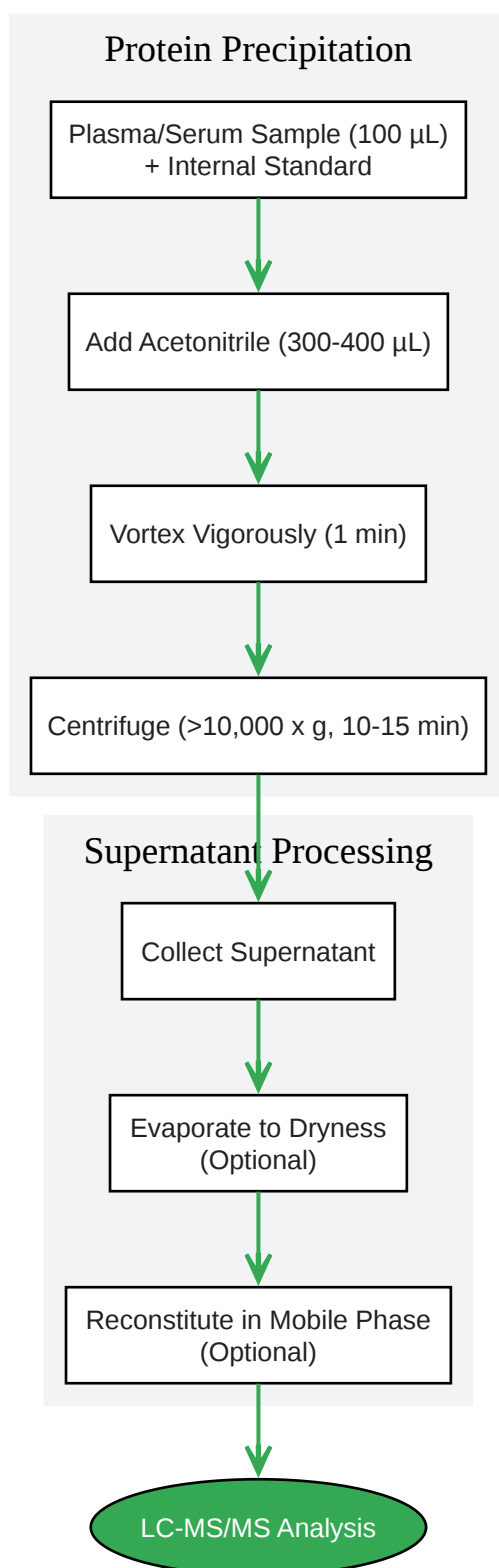 Protein Precipitation
Plasma/Serum Sample (100 µL)
+ Internal Standard
Add Acetonitrile (300-400 µL)
Vortex Vigorously (1 min)
Centrifuge (>10,000 x g, 10-15 min)
Supernatant Processing
Collect Supernatant
Evaporate to Dryness
(Optional)
Reconstitute in Mobile Phase
(Optional)
LC-MS/MS Analysis